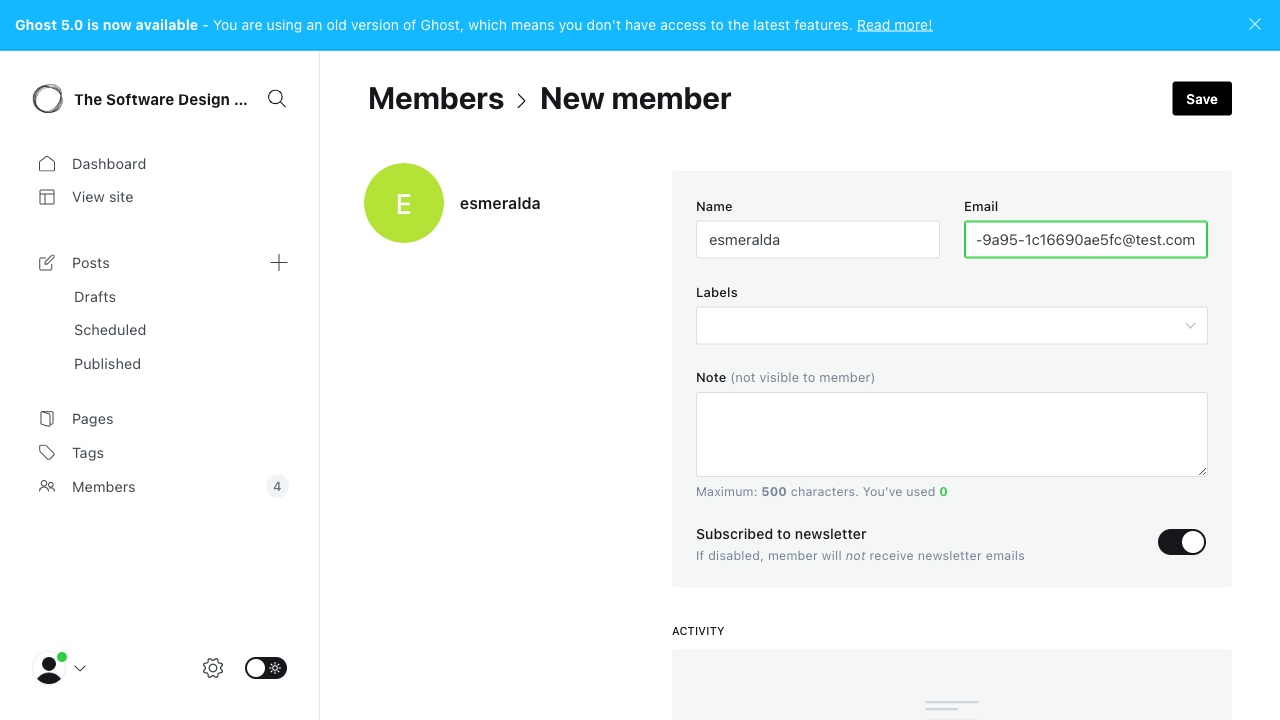 Ghost 5.0 is now available - You are using an old version of Ghost, which means you don't have access to the latest features. Read more!
The Software Design ...
Dashboard
View site
Posts
Drafts
Scheduled
Published
Pages
Tags
Members
4
Members
New member
Save
E
esmeralda
Name
Email
esmeralda
-9a95-1c16690ae5fc@test.com
Labels
Note (not visible to member)
Maximum: 500 characters. You've used 0
Subscribed to newsletter
If disabled, member will not receive newsletter emails
ACTIVITY